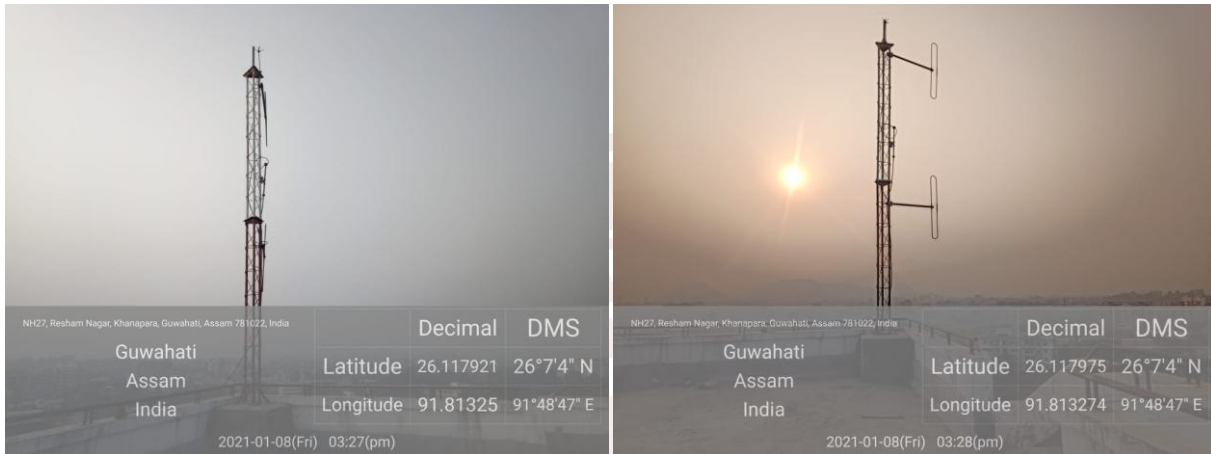 NH27, Resham Nagar, Khanapara, Guwahati, Assam 781022, India
Guwahati
Assam
India
Decimal DMS
Latitude 26.117921 26°7'4" N
Longitude 91.81325 91°48'47" E
2021-01-08(Fri) 03:27(pm)
NH27, Resham Nagar, Khanapara, Guwahati, Assam 781022, India
Guwahati
Assam
India
Decimal DMS
Latitude 26.117975 26°7'4" N
Longitude 91.813274 91°48'47" E
2021-01-08(Fri) 03:28(pm)